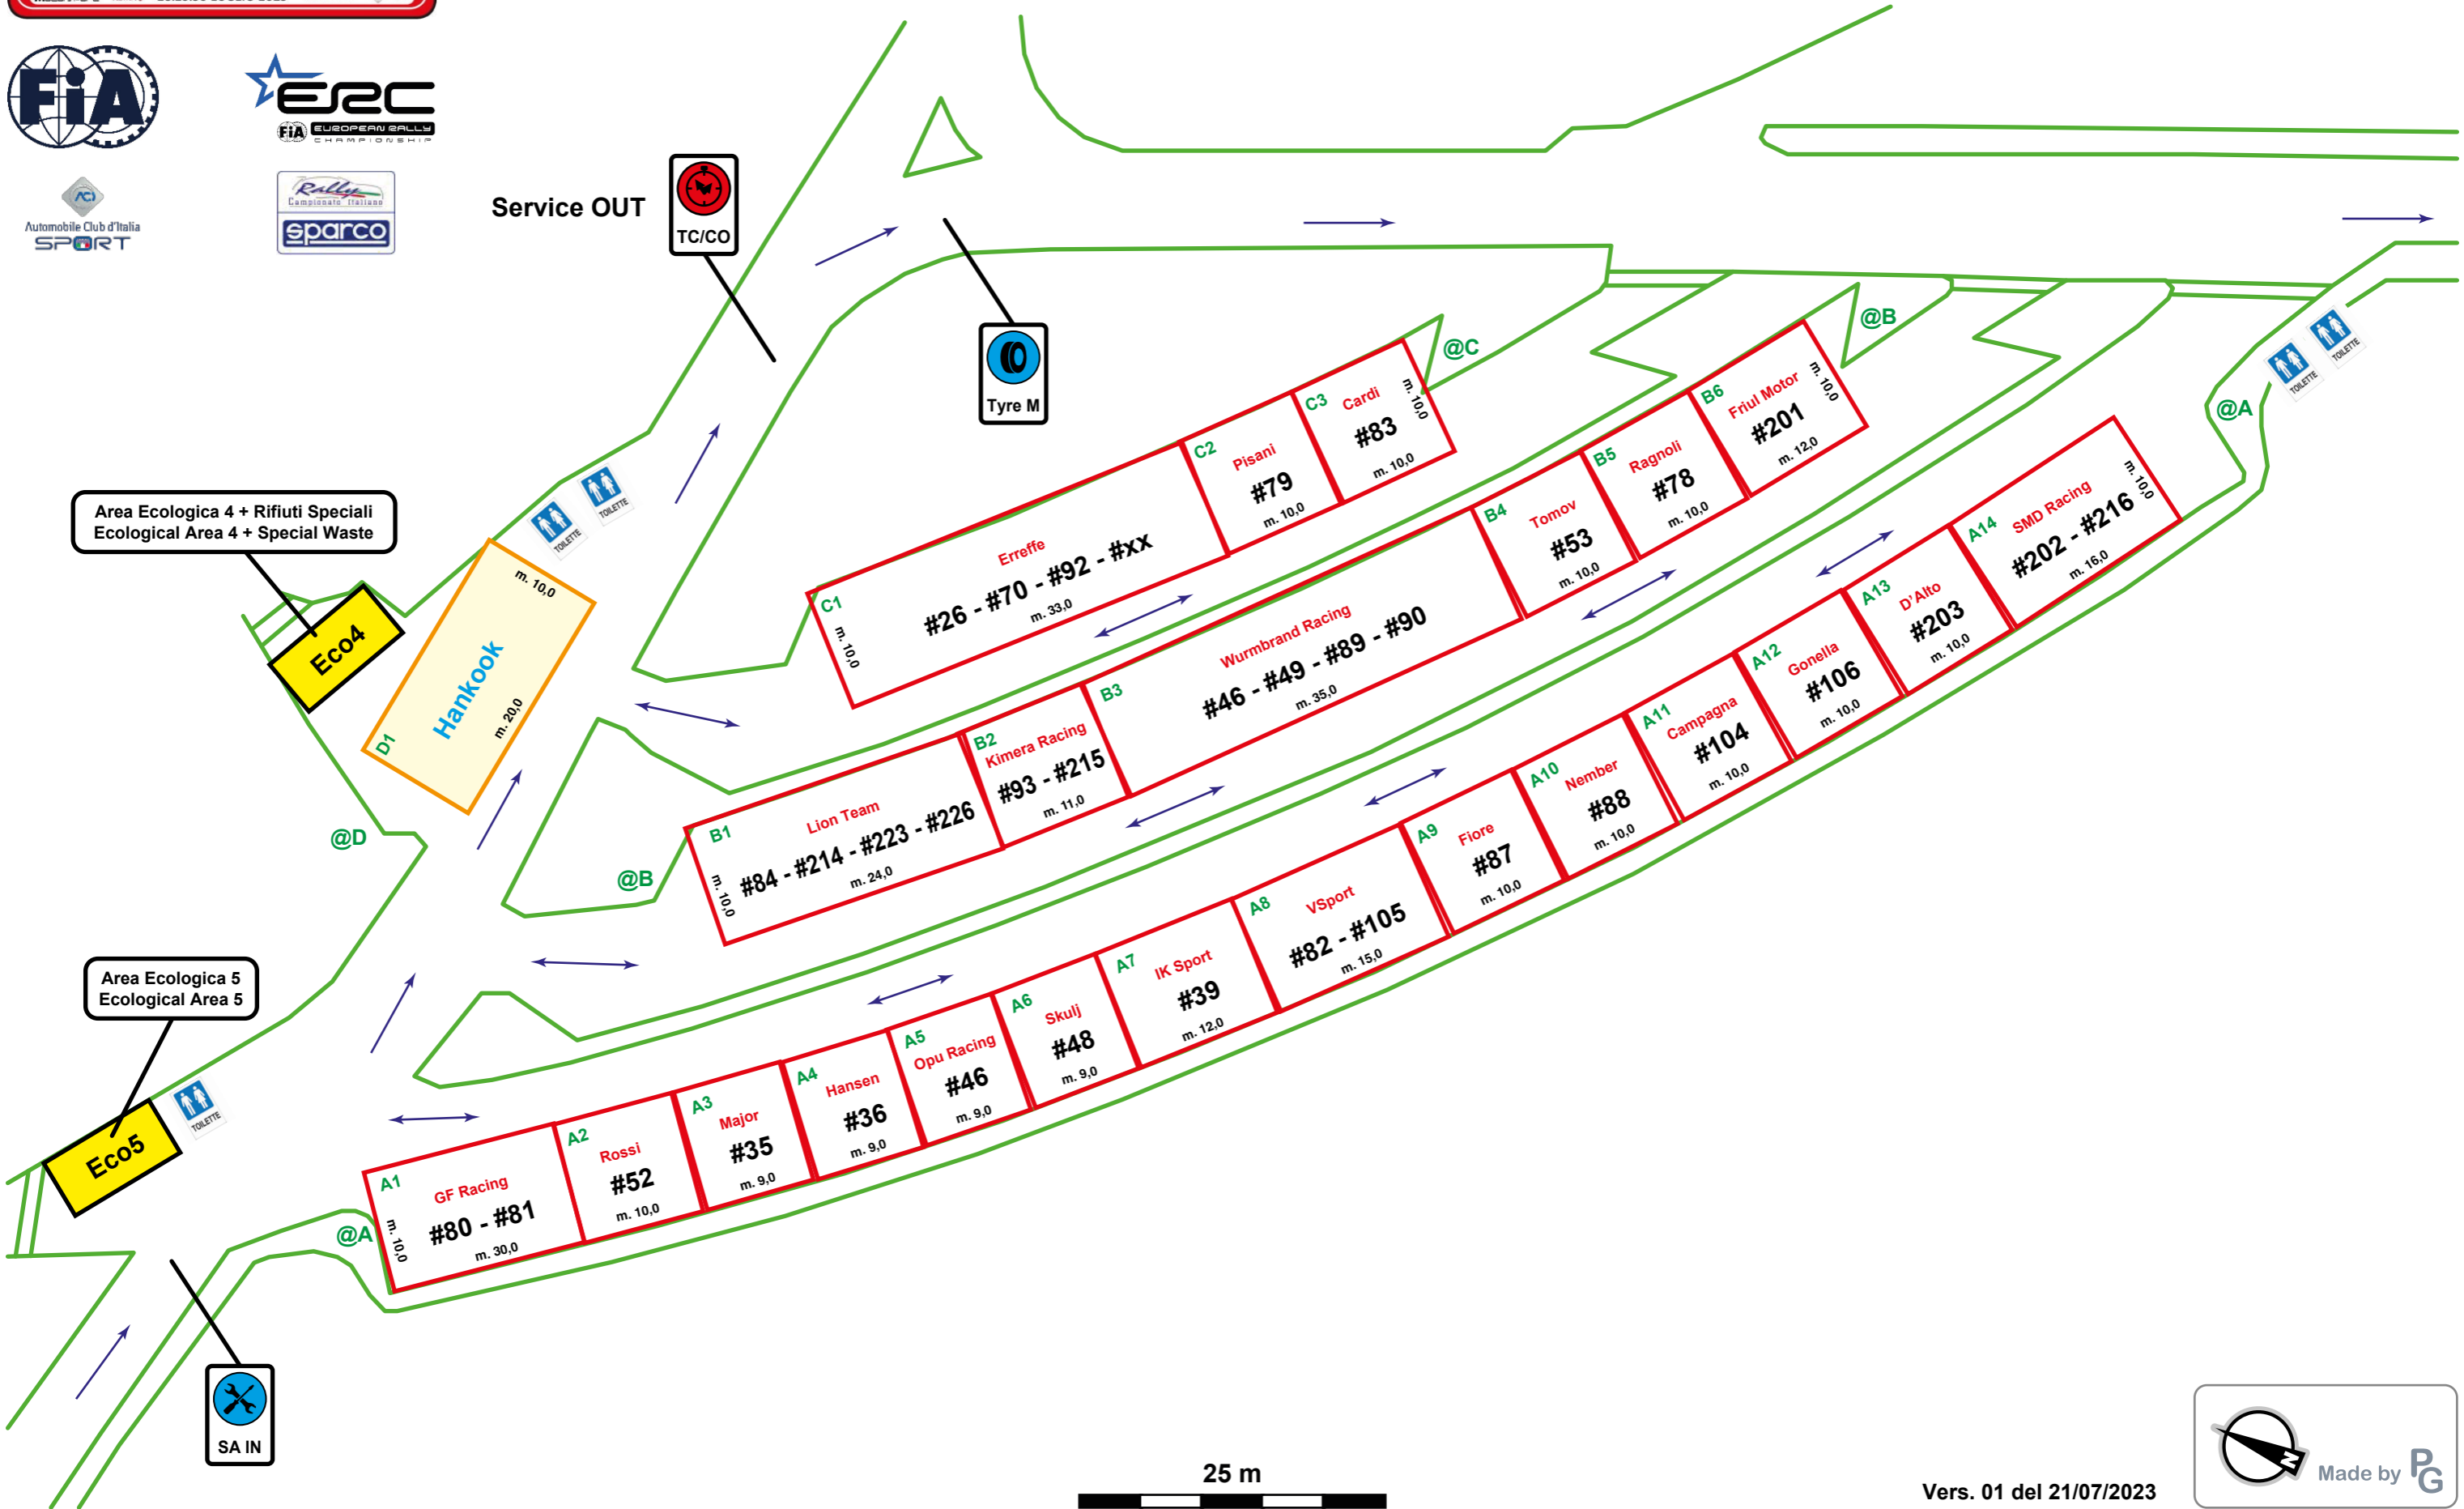 FiA
ERC
FiA EUROPEAN RALLY
CHAMPIONSHIP
ACI
Automobile Club d'Italia
SPORT
Rally
Campionato Italiano
sparco
Service OUT
TC/CO
Tyre M
@C
@B
TOILETTE
TOILETTE
@A
Area Ecologica 4 + Rifiuti Speciali
Ecological Area 4 + Special Waste
TOILETTE
TOILETTE
Eco4
D1
Hankook
m. 10,0
m. 20,0
@D
C1
Erreffe
#26 - #70 - #92 - #xx
m. 33,0
m. 10,0
C2
Pisani
#79
m. 10,0
C3
Cardi
#83
m. 10,0
m. 10,0
B1
Lion Team
#84 - #214 - #223 - #226
m. 24,0
m. 10,0
@B
B2
Kimera Racing
#93 - #215
m. 11,0
B3
Wurmbrand Racing
#46 - #49 - #89 - #90
m. 35,0
B4
Tomov
#53
m. 10,0
B5
Ragnoli
#78
m. 10,0
B6
Friul Motor
#201
m. 12,0
m. 10,0
Area Ecologica 5
Ecological Area 5
TOILETTE
Eco5
@A
A1
GF Racing
#80 - #81
m. 30,0
m. 10,0
A2
Rossi
#52
m. 10,0
A3
Major
#35
m. 9,0
A4
Hansen
#36
m. 9,0
A5
Opu Racing
#46
m. 9,0
A6
Skulj
#48
m. 9,0
A7
IK Sport
#39
m. 12,0
A8
VSport
#82 - #105
m. 15,0
A9
Fiore
#87
m. 10,0
A10
Nember
#88
m. 10,0
A11
Campagna
#104
m. 10,0
A12
Gonella
#106
m. 10,0
A13
D'Alto
#203
m. 10,0
A14
SMD Racing
#202 - #216
m. 16,0
m. 10,0
SA IN
25 m
Vers. 01 del 21/07/2023
N
Made by PG